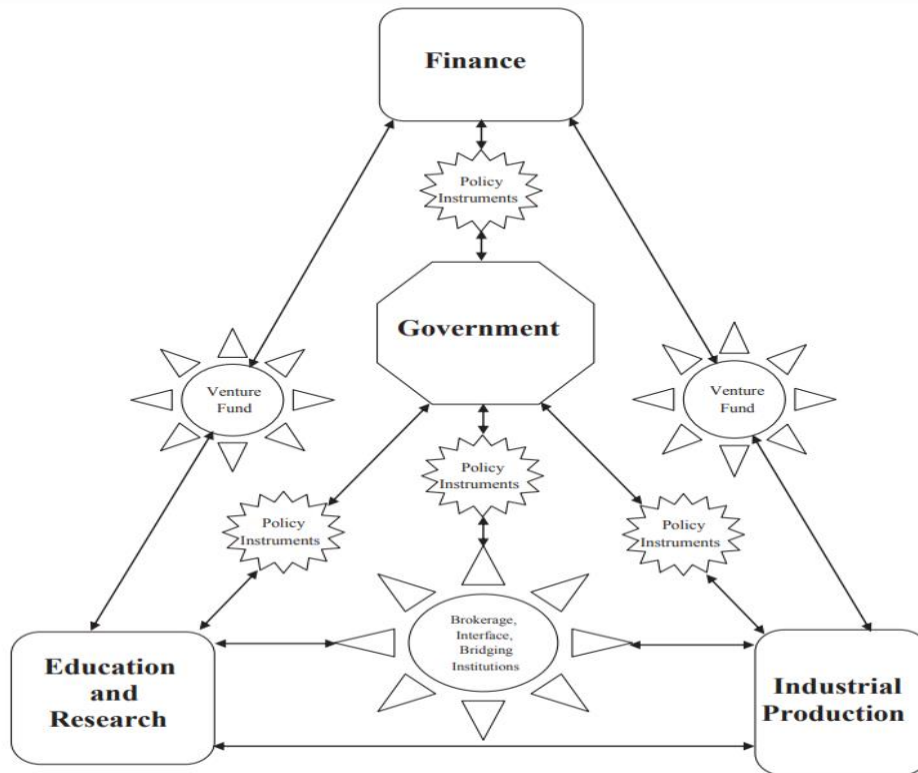 Finance
Policy
Instruments
Government
Venture
Fund
Venture
Fund
Policy
Instruments
Policy
Instruments
Policy
Instruments
Brokerage,
Interface,
Bridging
Institutions
Education
and
Research
Industrial
Production